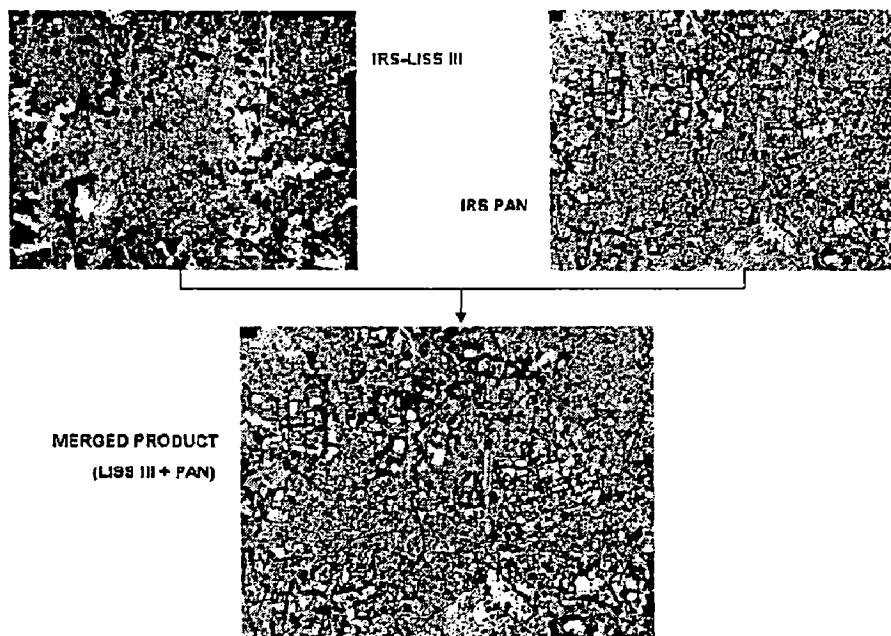 IRS-LISS III
IRS PAN
MERGED PRODUCT
(LISS III + PAN)